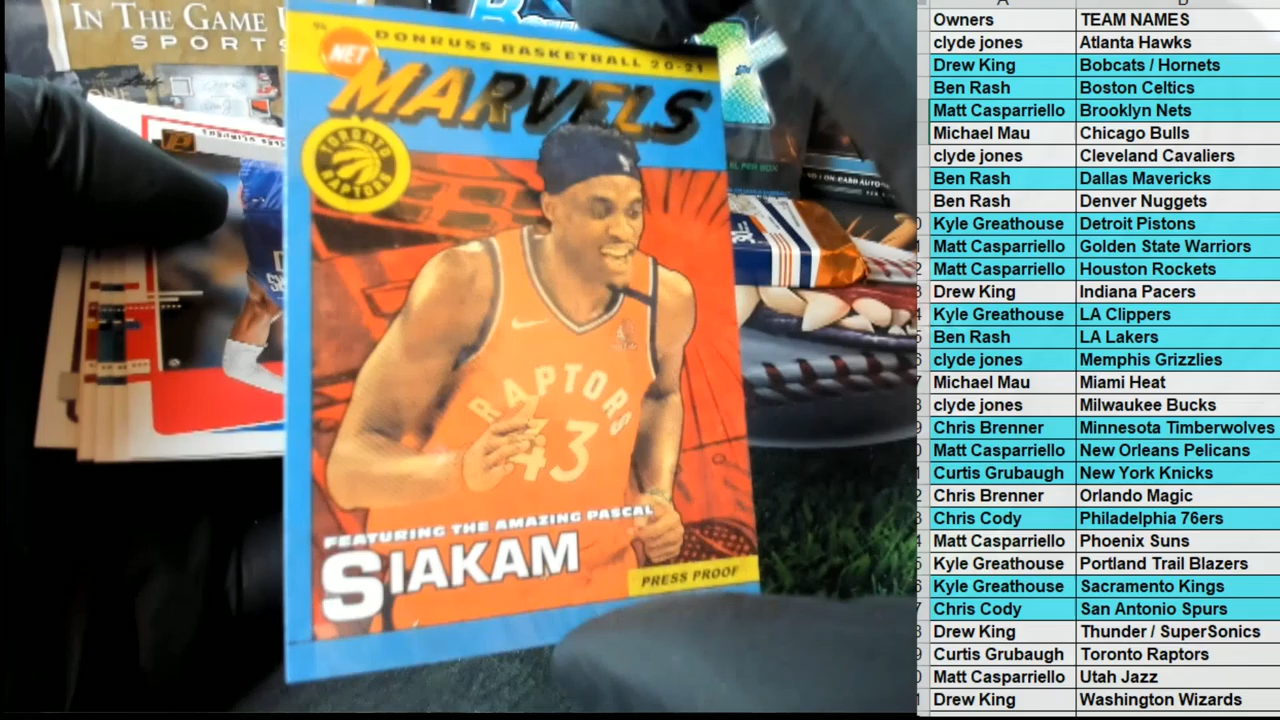 IN THE GAME
SPORTS
DONRUSS BASKETBALL 20-21
NET
MARVELS
TORONTO
RAPTORS
RAPTORS
43
FEATURING THE AMAZING PASCAL
SIAKAM
PRESS PROOF
EL PER BOX
Owners TEAM NAMES
clyde jones Atlanta Hawks
Drew King Bobcats / Hornets
Ben Rash Boston Celtics
Matt Casparriello Brooklyn Nets
Michael Mau Chicago Bulls
clyde jones Cleveland Cavaliers
Ben Rash Dallas Mavericks
Ben Rash Denver Nuggets
Kyle Greathouse Detroit Pistons
Matt Casparriello Golden State Warriors
Matt Casparriello Houston Rockets
Drew King Indiana Pacers
Kyle Greathouse LA Clippers
Ben Rash LA Lakers
clyde jones Memphis Grizzlies
Michael Mau Miami Heat
clyde jones Milwaukee Bucks
Chris Brenner Minnesota Timberwolves
Matt Casparriello New Orleans Pelicans
Curtis Grubaugh New York Knicks
Chris Brenner Orlando Magic
Chris Cody Philadelphia 76ers
Matt Casparriello Phoenix Suns
Kyle Greathouse Portland Trail Blazers
Kyle Greathouse Sacramento Kings
Chris Cody San Antonio Spurs
Drew King Thunder / SuperSonics
Curtis Grubaugh Toronto Raptors
Matt Casparriello Utah Jazz
Drew King Washington Wizards